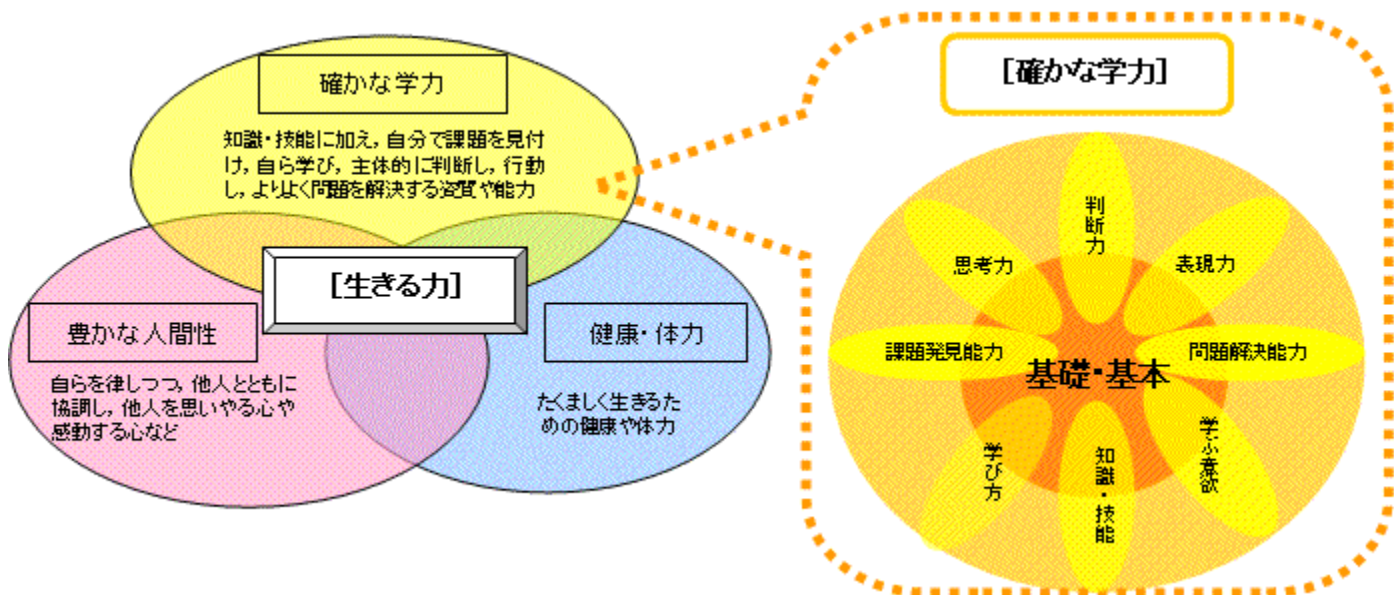 確かな学力
知識・技能に加え,自分で課題を見付
け,自ら学び,主体的に判断し,行動
し,よりよく問題を解決する資質や能力
[生きる力]
豊かな人間性
自らを律しつつ,他人とともに
協調し,他人を思いやる心や
感動する心など
健康・体力
たくましく生きるた
めの健康や体力
[確かな学力]
判断力
思考力
表現力
課題発見能力
問題解決能力
基礎・基本
学び方
知識・技能
学ぶ意欲